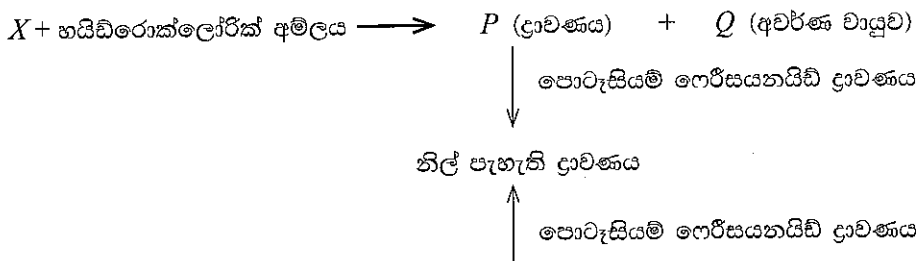 X + හයිඩ්රොක්ලෝරික් අම්ලය ⟶ P (ද්‍රාවණය) + Q (අවර්ණ වායුව)
පොටෑසියම් ෆෙරිසයනයිඩ් ද්‍රාවණය
නිල් පැහැති ද්‍රාවණය
පොටෑසියම් ෆෙරිසයනයිඩ් ද්‍රාවණය